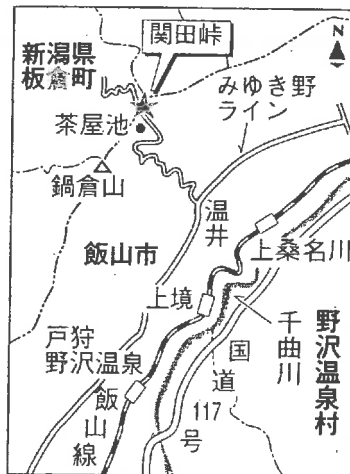 関田峠
N
新潟県
板倉町
みゆき野
ライン
茶屋池
鍋倉山
温井
飯山市
上桑名川
上境
千曲川
野沢温泉村
戸狩
野沢温泉
国道
117
号
飯山線